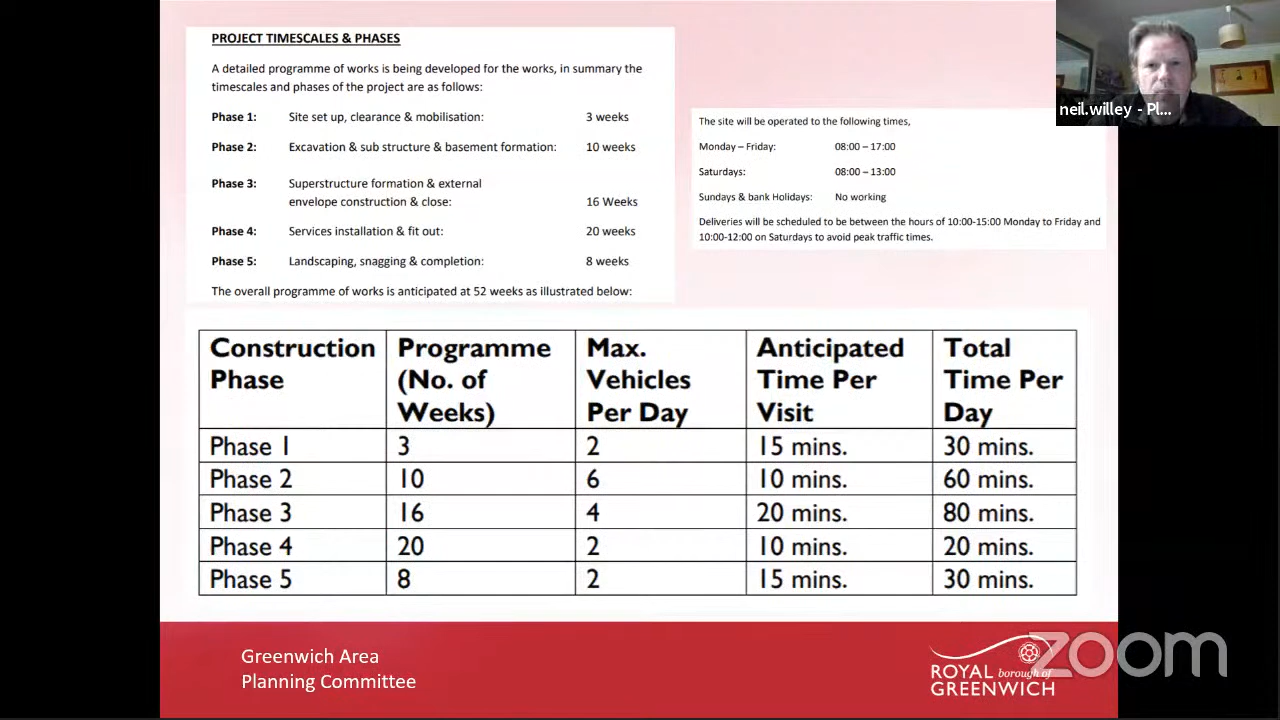 PROJECT TIMESCALES & PHASES
A detailed programme of works is being developed for the works, in summary the
timescales and phases of the project are as follows:
Phase 1: Site set up, clearance & mobilisation: 3 weeks
Phase 2: Excavation & sub structure & basement formation: 10 weeks
Phase 3: Superstructure formation & external
envelope construction & close: 16 Weeks
Phase 4: Services installation & fit out: 20 weeks
Phase 5: Landscaping, snagging & completion: 8 weeks
The overall programme of works is anticipated at 52 weeks as illustrated below:
neil.willey - Pl...
The site will be operated to the following times,
Monday – Friday: 08:00 – 17:00
Saturdays: 08:00 – 13:00
Sundays & bank Holidays: No working
Deliveries will be scheduled to be between the hours of 10:00-15:00 Monday to Friday and
10:00-12:00 on Saturdays to avoid peak traffic times.
Construction Phase Programme (No. of Weeks) Max. Vehicles Per Day Anticipated Time Per Visit Total Time Per Day
Phase 1 3 2 15 mins. 30 mins.
Phase 2 10 6 10 mins. 60 mins.
Phase 3 16 4 20 mins. 80 mins.
Phase 4 20 2 10 mins. 20 mins.
Phase 5 8 2 15 mins. 30 mins.
Greenwich Area
Planning Committee
ROYAL borough of
GREENWICH
zoom